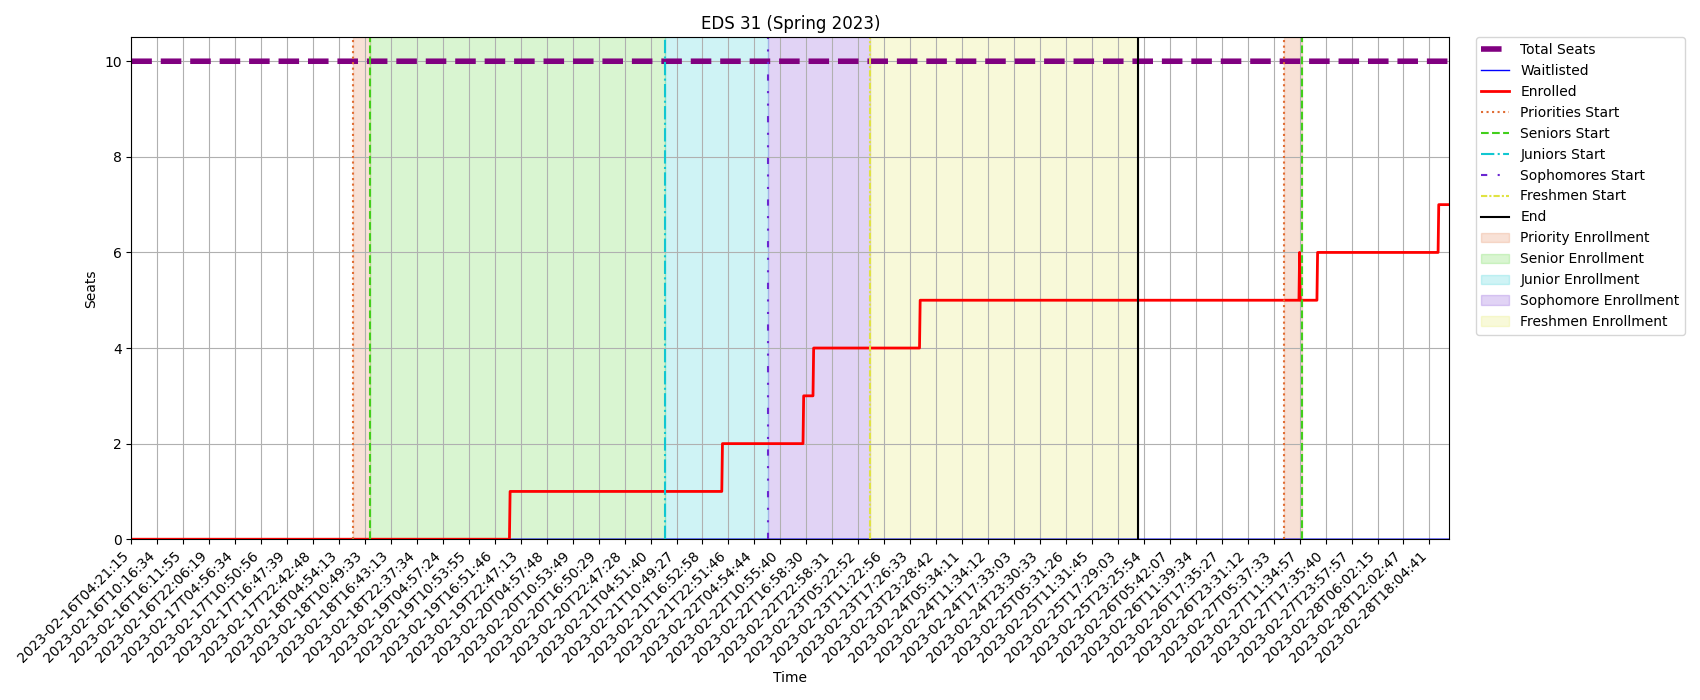 EDS 31 (Spring 2023)
Seats
10
8
6
4
2
0
2023-02-16T04:21:15
2023-02-16T10:16:34
2023-02-16T16:11:55
2023-02-16T22:06:19
2023-02-17T04:56:34
2023-02-17T10:50:56
2023-02-17T16:47:39
2023-02-17T22:42:48
2023-02-18T04:54:13
2023-02-18T10:49:33
2023-02-18T16:43:13
2023-02-18T22:37:34
2023-02-19T04:57:24
2023-02-19T10:53:55
2023-02-19T16:51:46
2023-02-19T22:47:13
2023-02-20T04:57:48
2023-02-20T10:53:49
2023-02-20T16:50:29
2023-02-20T22:47:28
2023-02-21T04:51:40
2023-02-21T10:49:27
2023-02-21T16:52:58
2023-02-21T22:51:46
2023-02-22T04:54:44
2023-02-22T10:55:40
2023-02-22T16:58:30
2023-02-22T22:58:31
2023-02-23T05:22:52
2023-02-23T11:22:56
2023-02-23T17:26:33
2023-02-23T23:28:42
2023-02-24T05:34:11
2023-02-24T11:34:12
2023-02-24T17:33:03
2023-02-24T23:30:33
2023-02-25T05:31:26
2023-02-25T11:31:45
2023-02-25T17:29:03
2023-02-25T23:25:54
2023-02-26T05:42:07
2023-02-26T11:39:34
2023-02-26T17:35:27
2023-02-26T23:31:12
2023-02-27T05:37:33
2023-02-27T11:34:57
2023-02-27T17:35:40
2023-02-27T23:57:57
2023-02-28T06:02:15
2023-02-28T12:02:47
2023-02-28T18:04:41
Time
Total Seats
Waitlisted
Enrolled
Priorities Start
Seniors Start
Juniors Start
Sophomores Start
Freshmen Start
End
Priority Enrollment
Senior Enrollment
Junior Enrollment
Sophomore Enrollment
Freshmen Enrollment